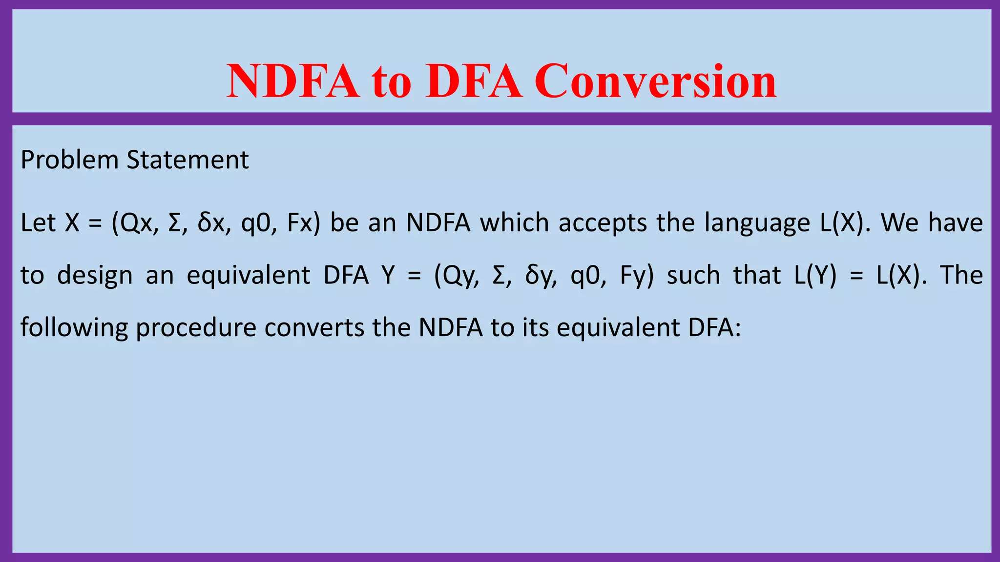 NDFA to DFA Conversion
Problem Statement
Let X = (Qx, Σ, δx, q0, Fx) be an NDFA which accepts the language L(X). We have
to design an equivalent DFA Y = (Qy, Σ, δy, q0, Fy) such that L(Y) = L(X). The
following procedure converts the NDFA to its equivalent DFA: